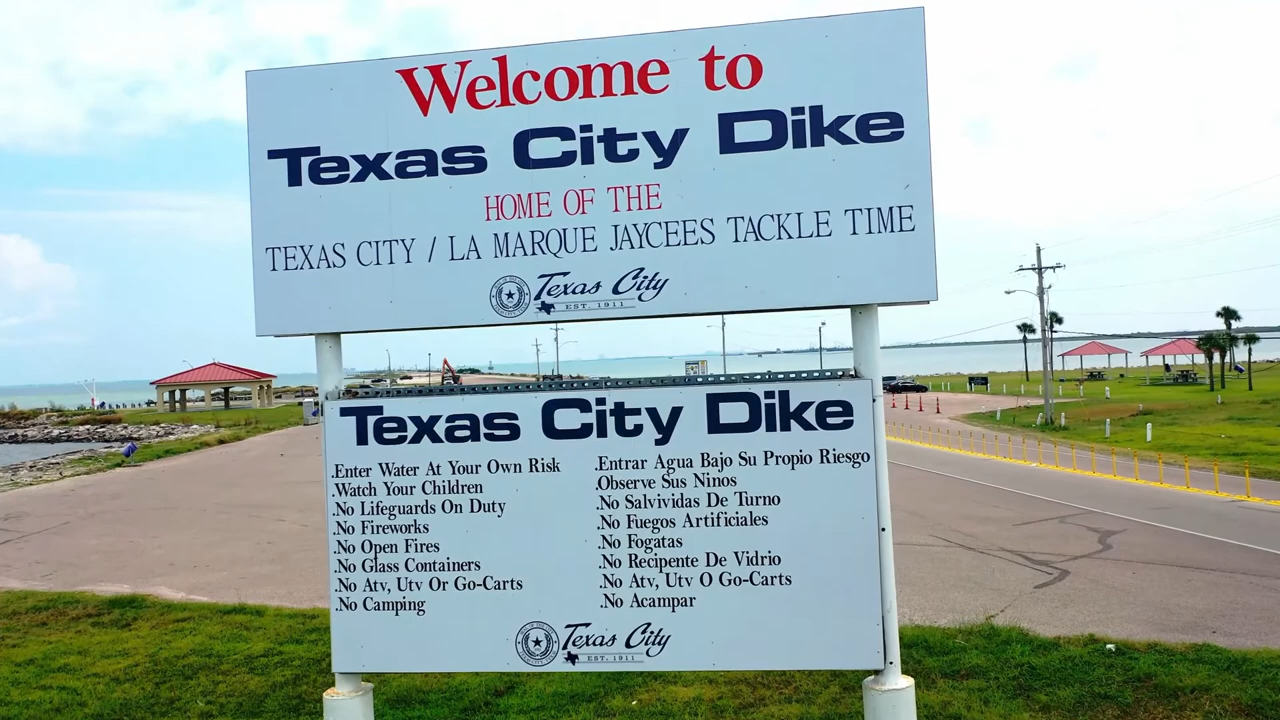 Welcome to
Texas City Dike
HOME OF THE
TEXAS CITY / LA MARQUE JAYCEES TACKLE TIME
Texas City
EST. 1911
Texas City Dike
.Enter Water At Your Own Risk
.Watch Your Children
.No Lifeguards On Duty
.No Fireworks
.No Open Fires
.No Glass Containers
.No Atv, Utv Or Go-Carts
.No Camping
.Entrar Agua Bajo Su Propio Riesgo
.Observe Sus Ninos
.No Salvividas De Turno
.No Fuegos Artificiales
.No Fogatas
.No Recipente De Vidrio
.No Atv, Utv O Go-Carts
.No Acampar
Texas City
EST. 1911